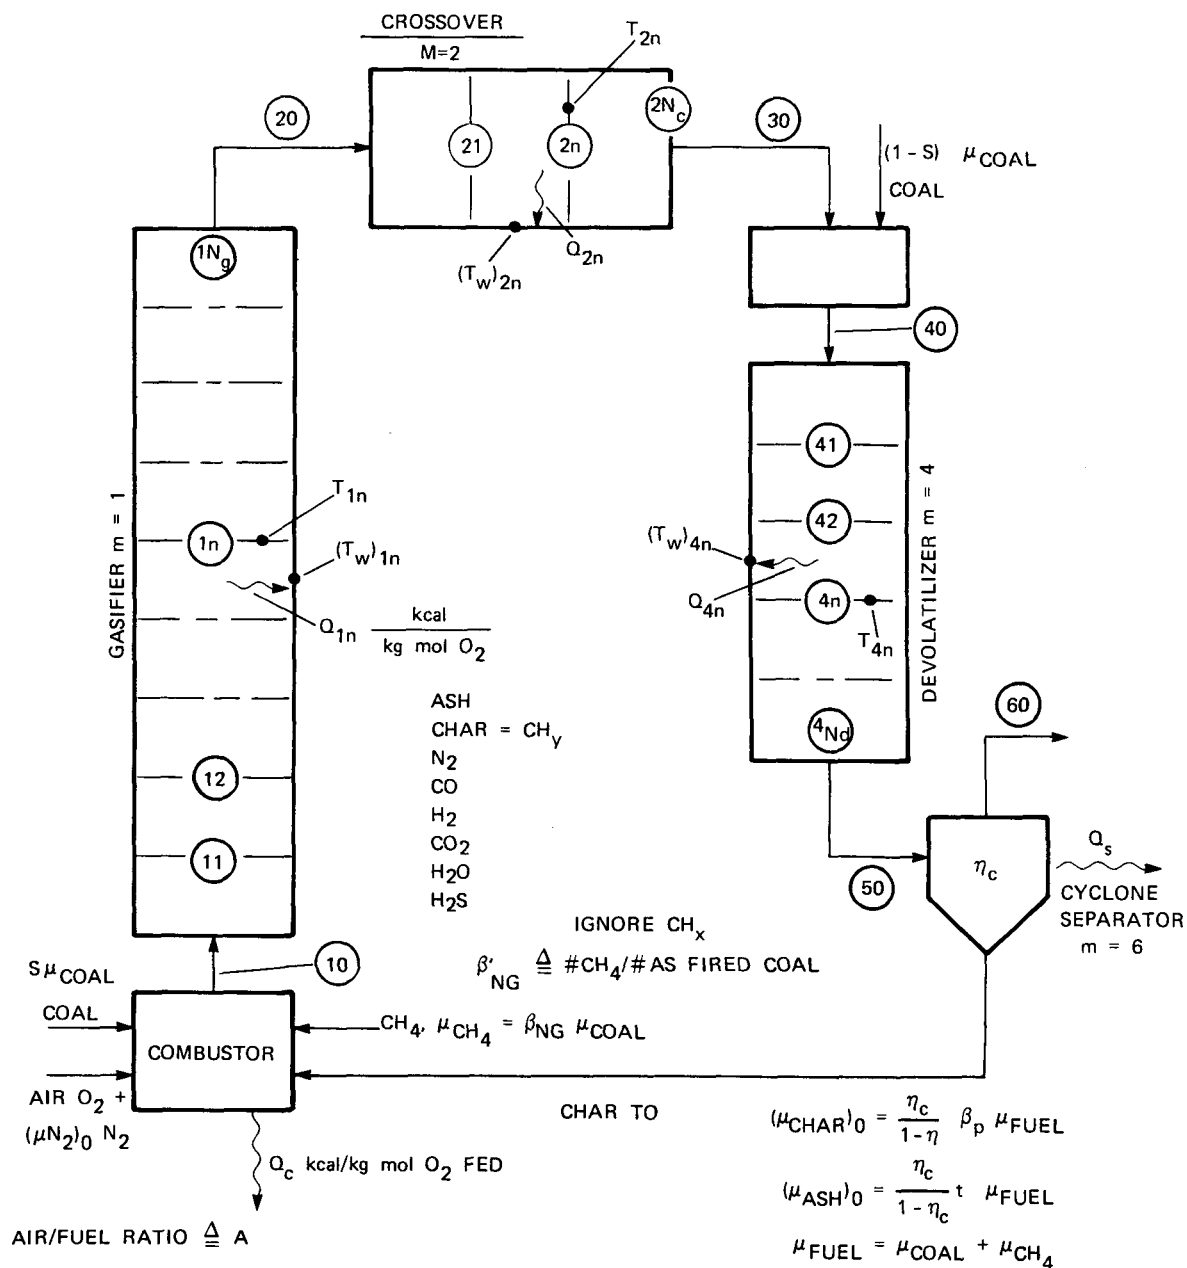 CROSSOVER
M=2
T2n
20
21
2n
2Nc
30
(1-S) μCOAL
COAL
Q2n
(Tw)2n
1Ng
40
GASIFIER m = 1
T1n
1n
(Tw)1n
Q1n kcal
kg mol O2
41
42
(Tw)4n
Q4n
4n
T4n
DEVOLATILIZER m = 4
4Nd
60
ASH
CHAR = CHy
N2
CO
H2
CO2
H2O
H2S
12
11
ηc
Qs
50
CYCLONE
SEPARATOR
m = 6
IGNORE CHx
β'NG ≜ #CH4/#AS FIRED COAL
SμCOAL
COAL
10
CH4, μCH4 = βNG μCOAL
COMBUSTOR
AIR O2 +
(μN2)0 N2
CHAR TO
(μCHAR)0 = ηc/1-η βp μFUEL
Qc kcal/kg mol O2 FED
(μASH)0 = ηc/1-ηc t μFUEL
AIR/FUEL RATIO ≜ A
μFUEL = μCOAL + μCH4